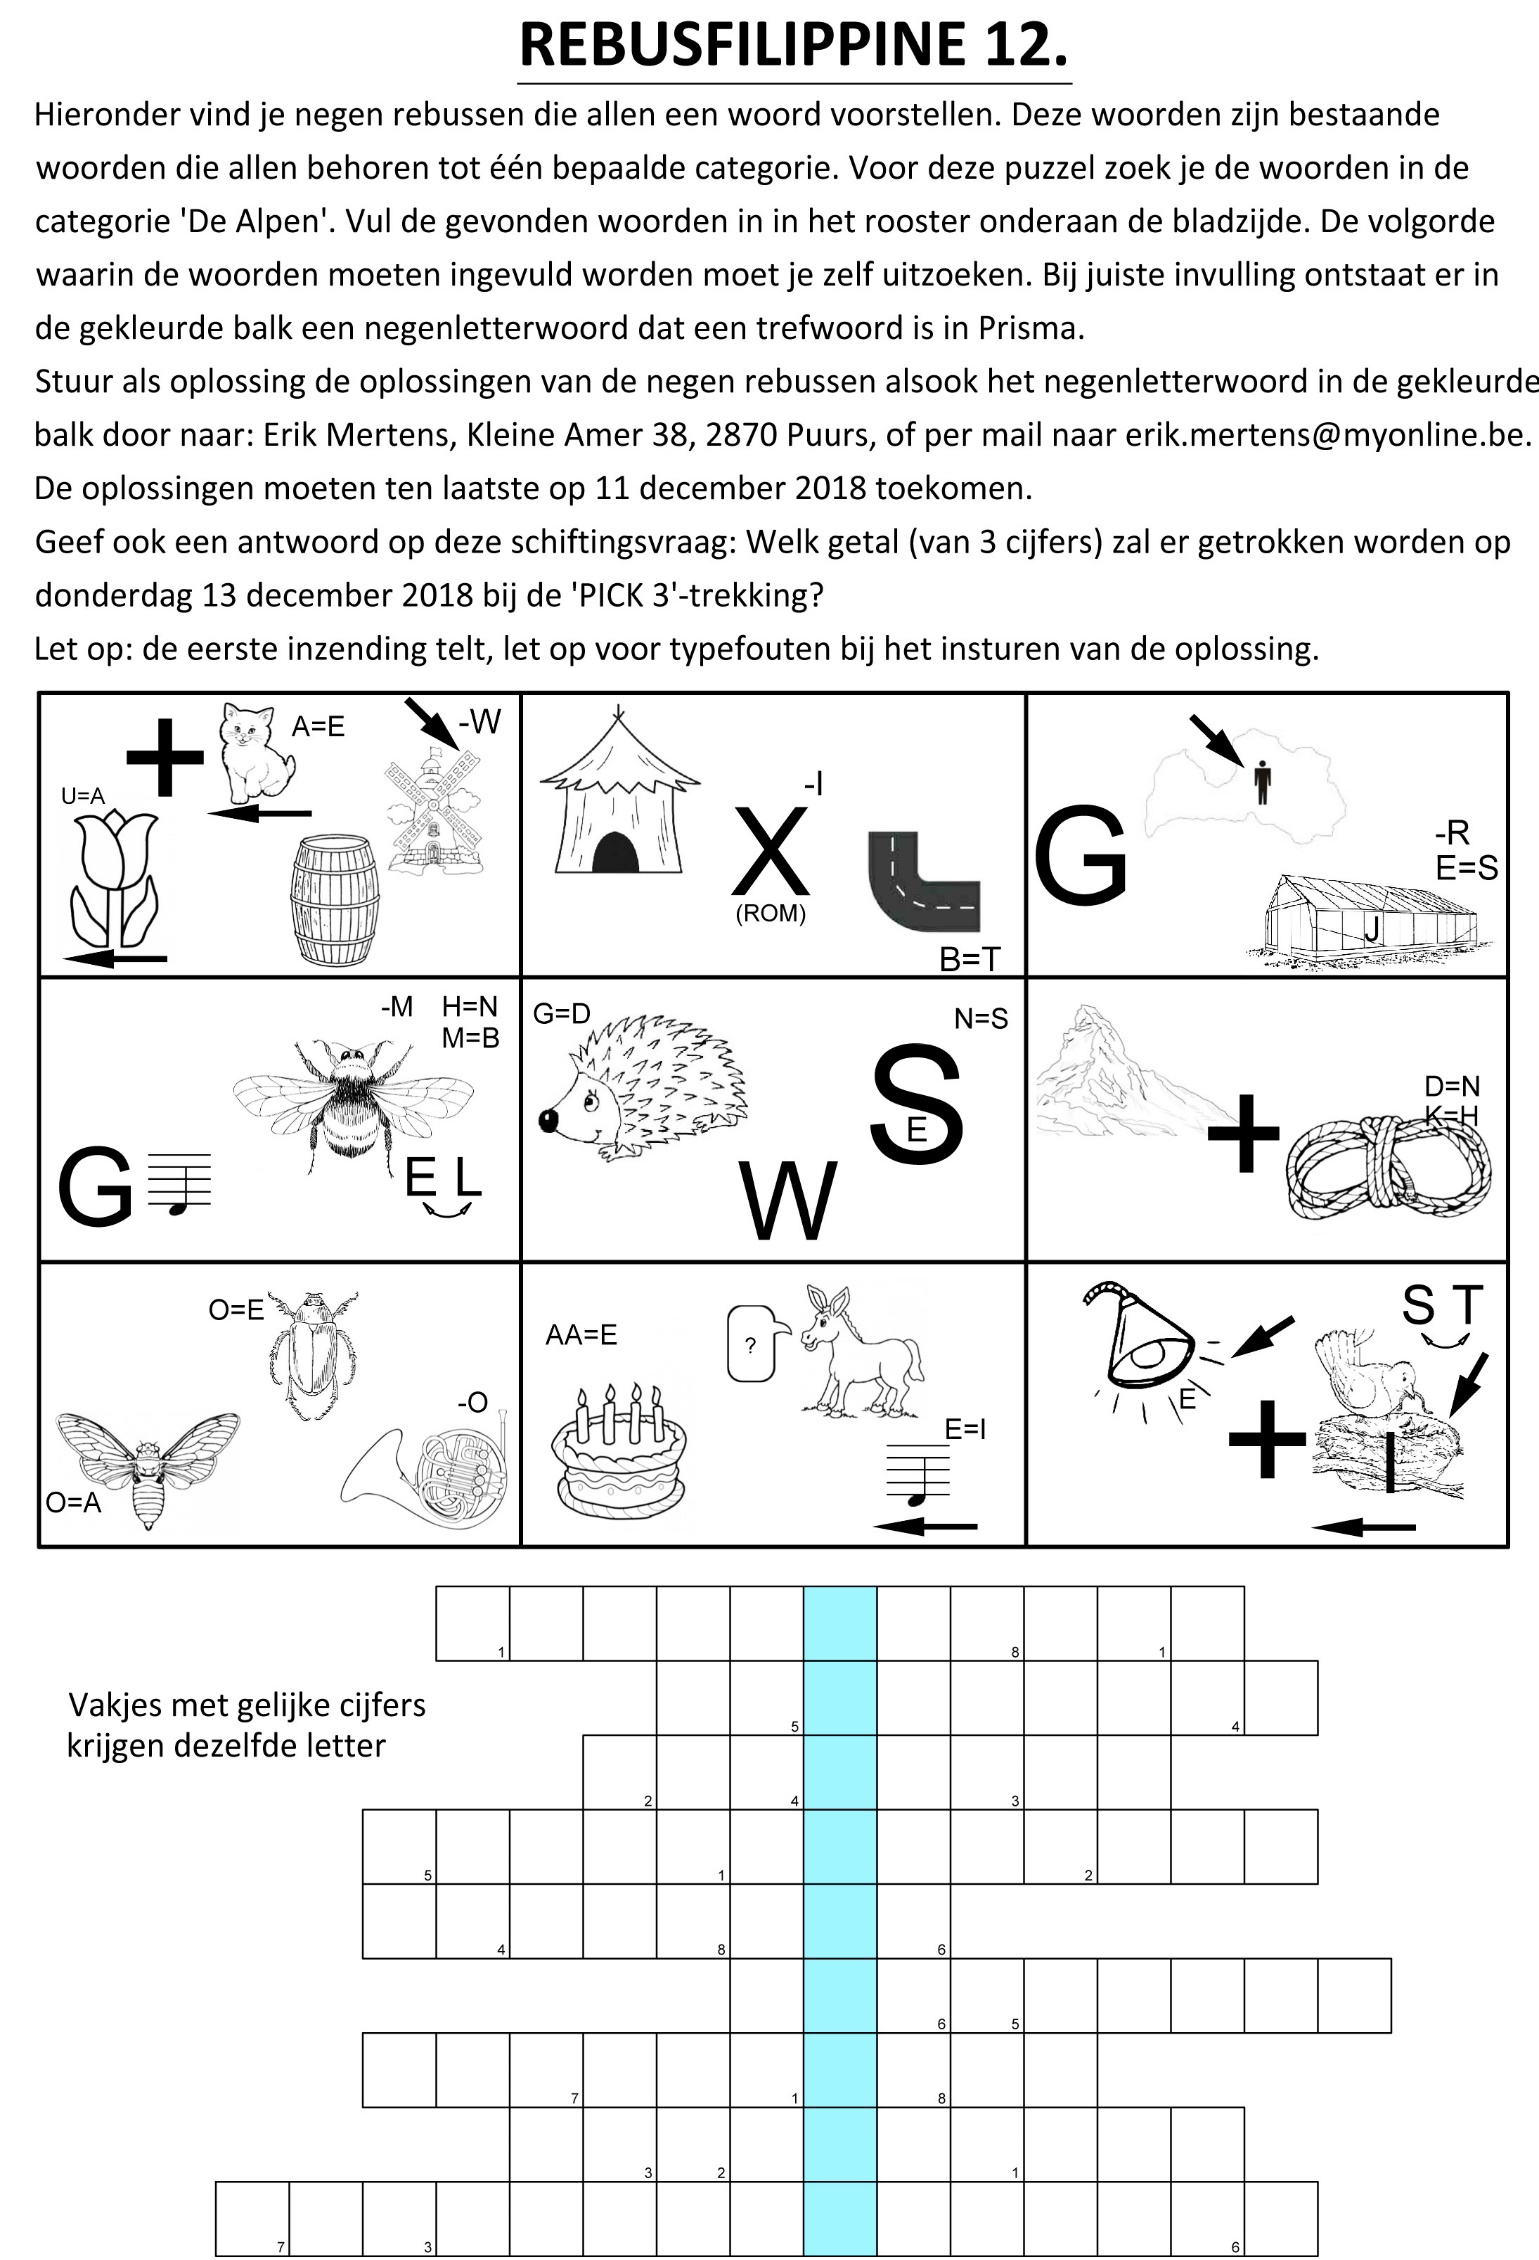 REBUSFILIPPINE 12.
Hieronder vind je negen rebussen die allen een woord voorstellen. Deze woorden zijn bestaande
woorden die allen behoren tot één bepaalde categorie. Voor deze puzzel zoek je de woorden in de
categorie 'De Alpen'. Vul de gevonden woorden in in het rooster onderaan de bladzijde. De volgorde
waarin de woorden moeten ingevuld worden moet je zelf uitzoeken. Bij juiste invulling ontstaat er in
de gekleurde balk een negenletterwoord dat een trefwoord is in Prisma.
Stuur als oplossing de oplossingen van de negen rebussen alsook het negenletterwoord in de gekleurde
balk door naar: Erik Mertens, Kleine Amer 38, 2870 Puurs, of per mail naar erik.mertens@myonline.be.
De oplossingen moeten ten laatste op 11 december 2018 toekomen.
Geef ook een antwoord op deze schiftingsvraag: Welk getal (van 3 cijfers) zal er getrokken worden op
donderdag 13 december 2018 bij de 'PICK 3'-trekking?
Let op: de eerste inzending telt, let op voor typefouten bij het insturen van de oplossing.
U=A + A=E -W
-I
X
(ROM)
B=T
G
-R
E=S
J
-M H=N
M=B
G
E L
G=D
W
N=S
S
E
+
D=N
K=H
O=A
O=E
-O
AA=E
?
E=I
E
+
S T
I
1 8 1
5 4
Vakjes met gelijke cijfers
krijgen dezelfde letter
2 4 3
5 1 2
4 8 6
6 5
7 1 8
3 2 1
7 3 6